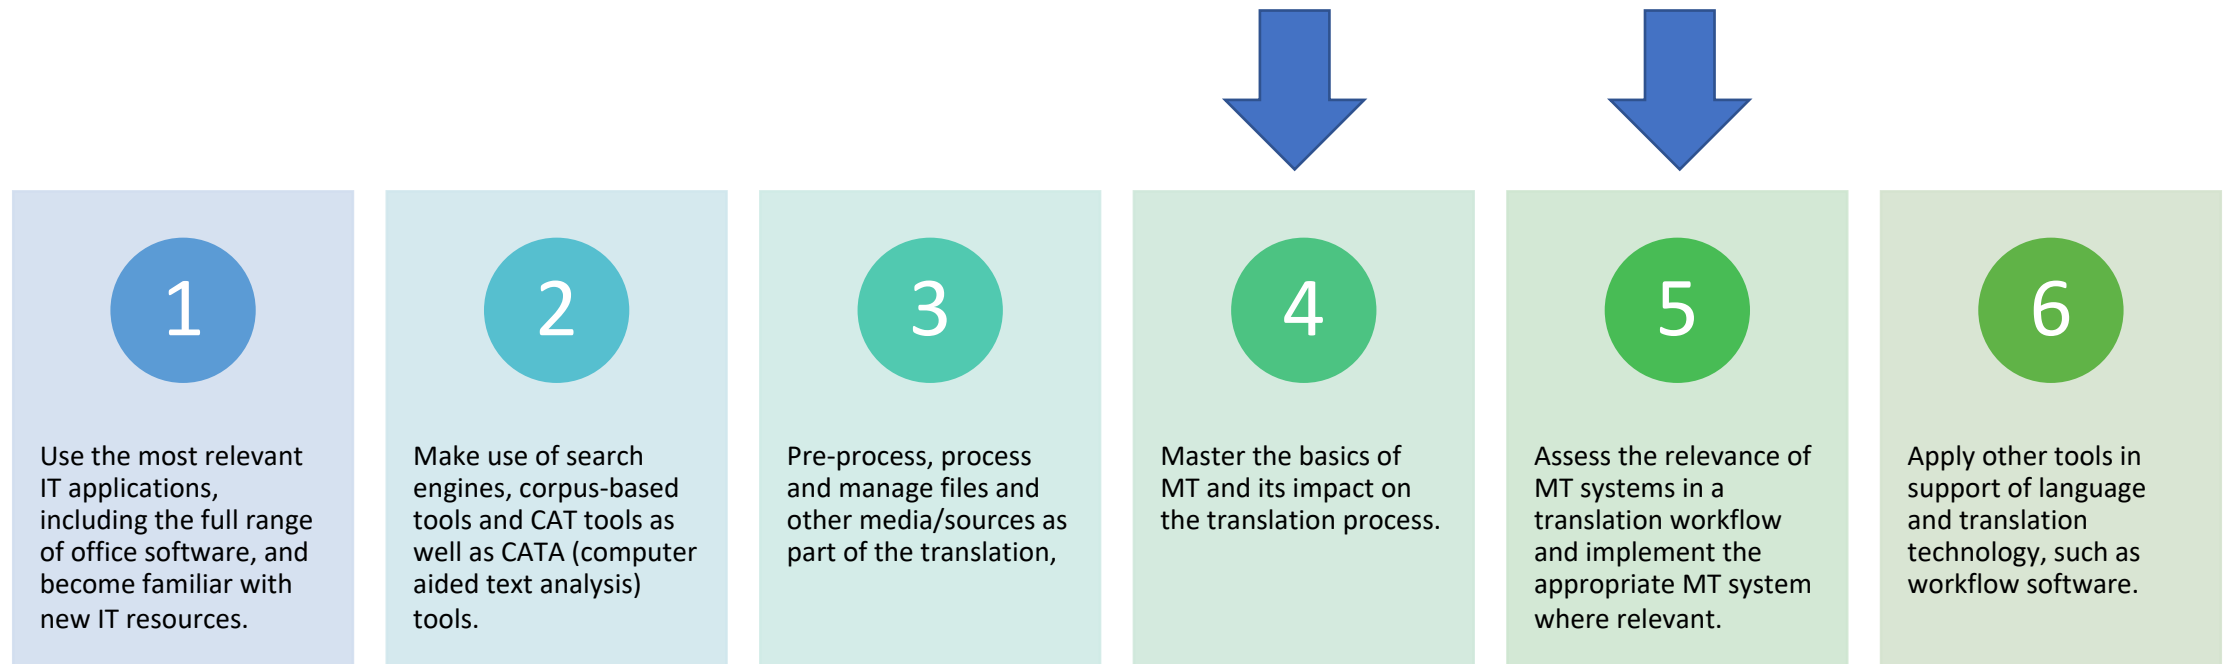 1
Use the most relevant
IT applications,
including the full range
of office software, and
become familiar with
new IT resources.
2
Make use of search
engines, corpus-based
tools and CAT tools as
well as CATA (computer
aided text analysis)
tools.
3
Pre-process, process
and manage files and
other media/sources as
part of the translation,
4
Master the basics of
MT and its impact on
the translation process.
5
Assess the relevance of
MT systems in a
translation workflow
and implement the
appropriate MT system
where relevant.
6
Apply other tools in
support of language
and translation
technology, such as
workflow software.